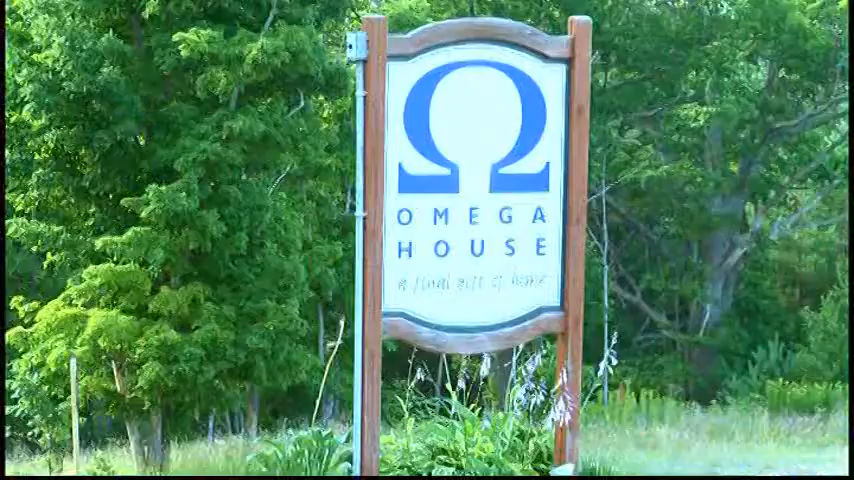 Ω
OMEGA
HOUSE
a final gift of home